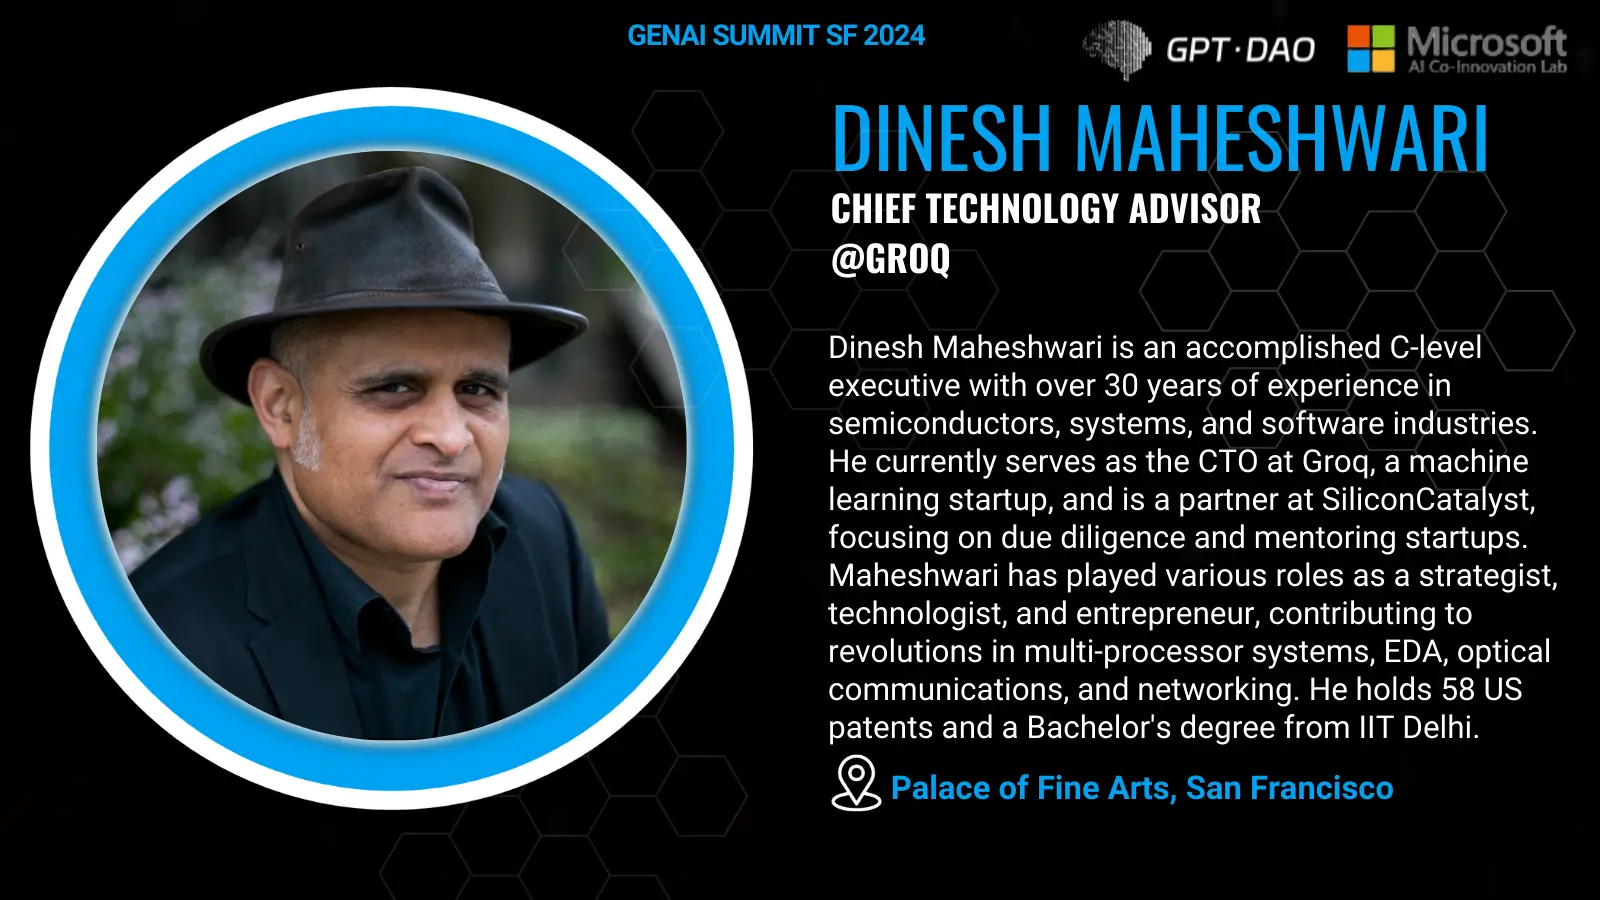 GENAI SUMMIT SF 2024
GPT·DAO
Microsoft
AI Co-Innovation Lab
DINESH MAHESHWARI
CHIEF TECHNOLOGY ADVISOR
@GROQ
Dinesh Maheshwari is an accomplished C-level
executive with over 30 years of experience in
semiconductors, systems, and software industries.
He currently serves as the CTO at Groq, a machine
learning startup, and is a partner at SiliconCatalyst,
focusing on due diligence and mentoring startups.
Maheshwari has played various roles as a strategist,
technologist, and entrepreneur, contributing to
revolutions in multi-processor systems, EDA, optical
communications, and networking. He holds 58 US
patents and a Bachelor's degree from IIT Delhi.
Palace of Fine Arts, San Francisco